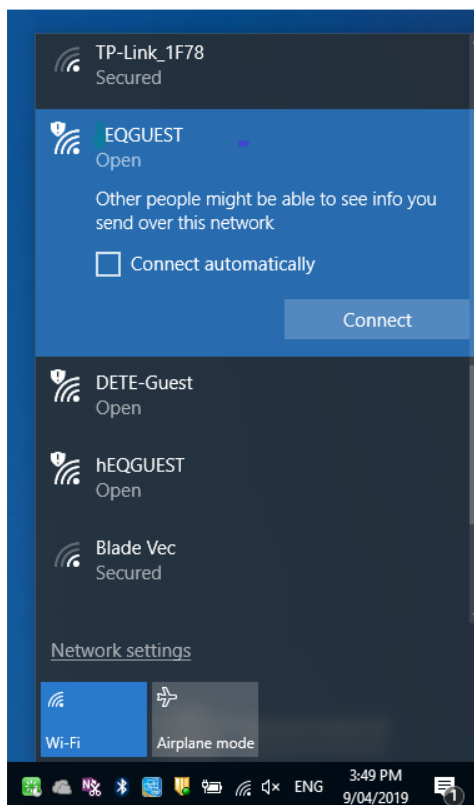 TP-Link_1F78
Secured
EQGUEST
Open
Other people might be able to see info you
send over this network
Connect automatically
Connect
DETE-Guest
Open
hEQGUEST
Open
Blade Vec
Secured
Network settings
Wi-Fi
Airplane mode
ENG
3:49 PM
9/04/2019
1